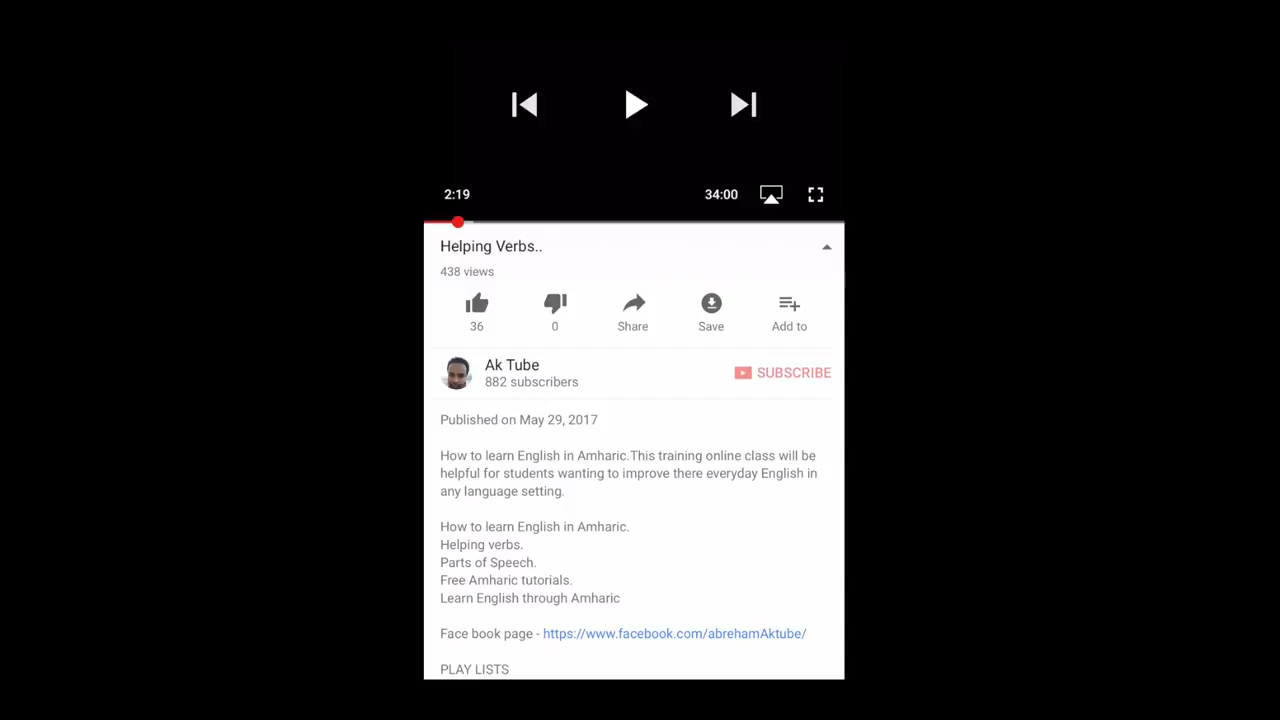 2:19
34:00
Helping Verbs..
438 views
36
0
Share
Save
Add to
Ak Tube
882 subscribers
SUBSCRIBE
Published on May 29, 2017
How to learn English in Amharic.This training online class will be
helpful for students wanting to improve there everyday English in
any language setting.
How to learn English in Amharic.
Helping verbs.
Parts of Speech.
Free Amharic tutorials.
Learn English through Amharic
Face book page - https://www.facebook.com/abrehamAktube/
PLAY LISTS